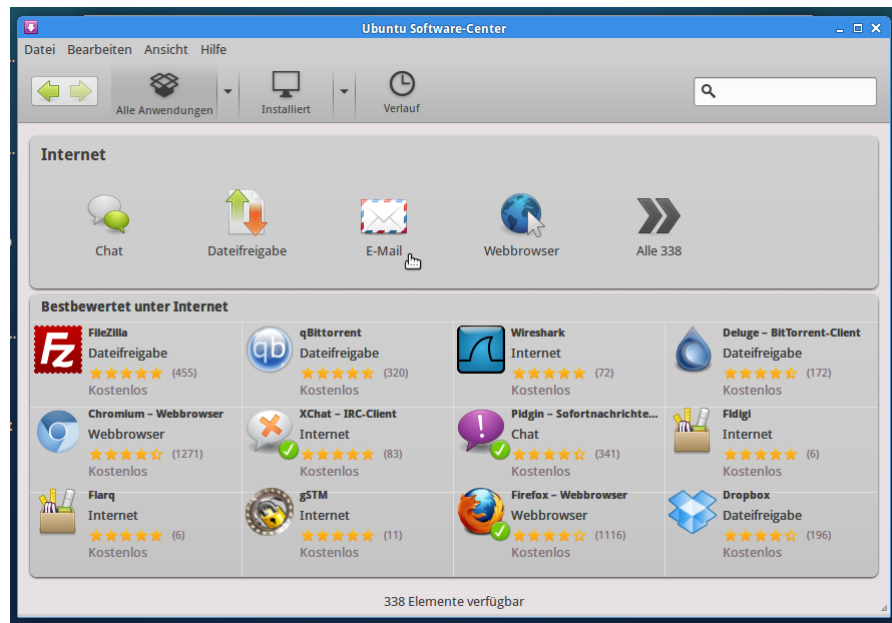 Ubuntu Software-Center
Datei Bearbeiten Ansicht Hilfe
Alle Anwendungen Installiert Verlauf
Internet
Chat Dateifreigabe E-Mail Webbrowser Alle 338
Bestbewertet unter Internet
FileZilla
Dateifreigabe
(455)
Kostenlos
qBittorrent
Dateifreigabe
(320)
Kostenlos
Wireshark
Internet
(72)
Kostenlos
Deluge – BitTorrent-Client
Dateifreigabe
(172)
Kostenlos
Chromium – Webbrowser
Webbrowser
(1271)
Kostenlos
XChat – IRC-Client
Internet
(83)
Kostenlos
Pidgin – Sofortnachrichte...
Chat
(341)
Kostenlos
Fldigi
Internet
(6)
Kostenlos
Flarq
Internet
(6)
Kostenlos
gSTM
Internet
(11)
Kostenlos
Firefox – Webbrowser
Webbrowser
(1116)
Kostenlos
Dropbox
Dateifreigabe
(196)
Kostenlos
338 Elemente verfügbar